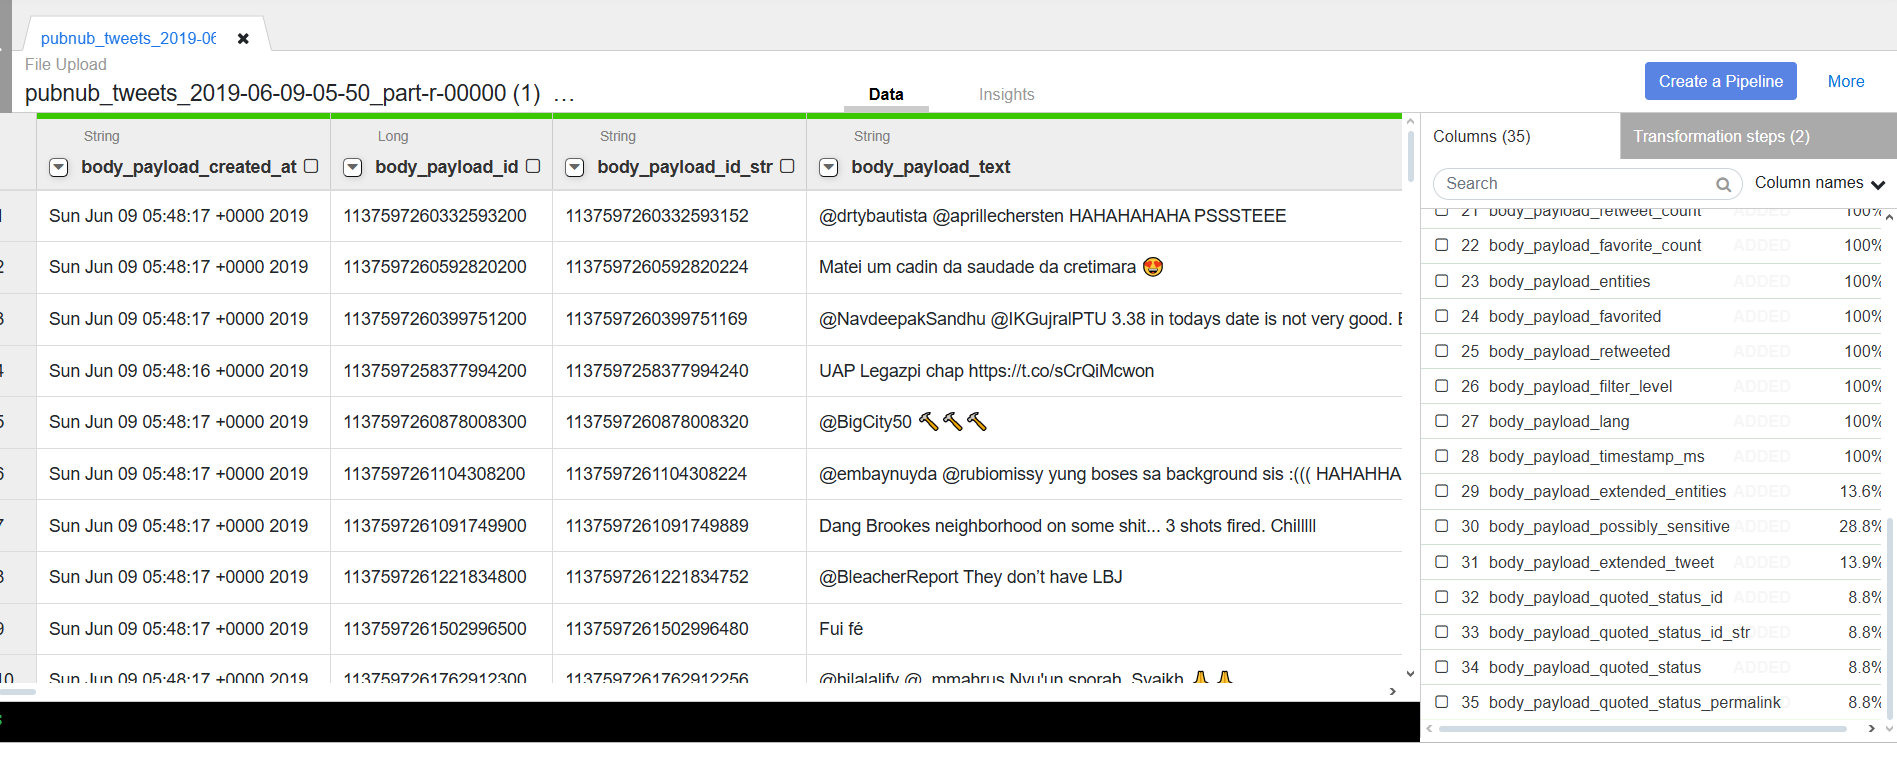 pubnub_tweets_2019-06
File Upload
pubnub_tweets_2019-06-09-05-50_part-r-00000 (1) ...
Data Insights
Create a Pipeline More
String Long String String
body_payload_created_at body_payload_id body_payload_id_str body_payload_text
1 Sun Jun 09 05:48:17 +0000 2019 1137597260332593200 1137597260332593152 @drtybautista @aprillechersten HAHAHAHAHA PSSSTEEE
2 Sun Jun 09 05:48:17 +0000 2019 1137597260592820200 1137597260592820224 Matei um cadin da saudade da cretimara 😍
3 Sun Jun 09 05:48:17 +0000 2019 1137597260399751200 1137597260399751169 @NavdeepakSandhu @IKGujralPTU 3.38 in todays date is not very good.
4 Sun Jun 09 05:48:16 +0000 2019 1137597258377994200 1137597258377994240 UAP Legazpi chap https://t.co/sCrQiMcwon
5 Sun Jun 09 05:48:17 +0000 2019 1137597260878008300 1137597260878008320 @BigCity50 🔨🔨🔨
6 Sun Jun 09 05:48:17 +0000 2019 1137597261104308200 1137597261104308224 @embaynuyda @rubiomissy yung boses sa background sis :((( HAHAHHA
7 Sun Jun 09 05:48:17 +0000 2019 1137597261091749900 1137597261091749889 Dang Brookes neighborhood on some shit... 3 shots fired. Chilllll
8 Sun Jun 09 05:48:17 +0000 2019 1137597261221834800 1137597261221834752 @BleacherReport They don’t have LBJ
9 Sun Jun 09 05:48:17 +0000 2019 1137597261502996500 1137597261502996480 Fui fé
10 Sun Jun 09 05:48:17 +0000 2019 1137597261762912300 1137597261762912256 @hilalalify @_mmahrus Nyu'un sporah, Syaikh 🙏🙏
Columns (35) Transformation steps (2)
Search Column names
21 body_payload_retweet_count ADDED 100%
22 body_payload_favorite_count ADDED 100%
23 body_payload_entities ADDED 100%
24 body_payload_favorited ADDED 100%
25 body_payload_retweeted ADDED 100%
26 body_payload_filter_level ADDED 100%
27 body_payload_lang ADDED 100%
28 body_payload_timestamp_ms ADDED 100%
29 body_payload_extended_entities ADDED 13.6%
30 body_payload_possibly_sensitive ADDED 28.8%
31 body_payload_extended_tweet ADDED 13.9%
32 body_payload_quoted_status_id ADDED 8.8%
33 body_payload_quoted_status_id_str ADDED 8.8%
34 body_payload_quoted_status ADDED 8.8%
35 body_payload_quoted_status_permalink 8.8%